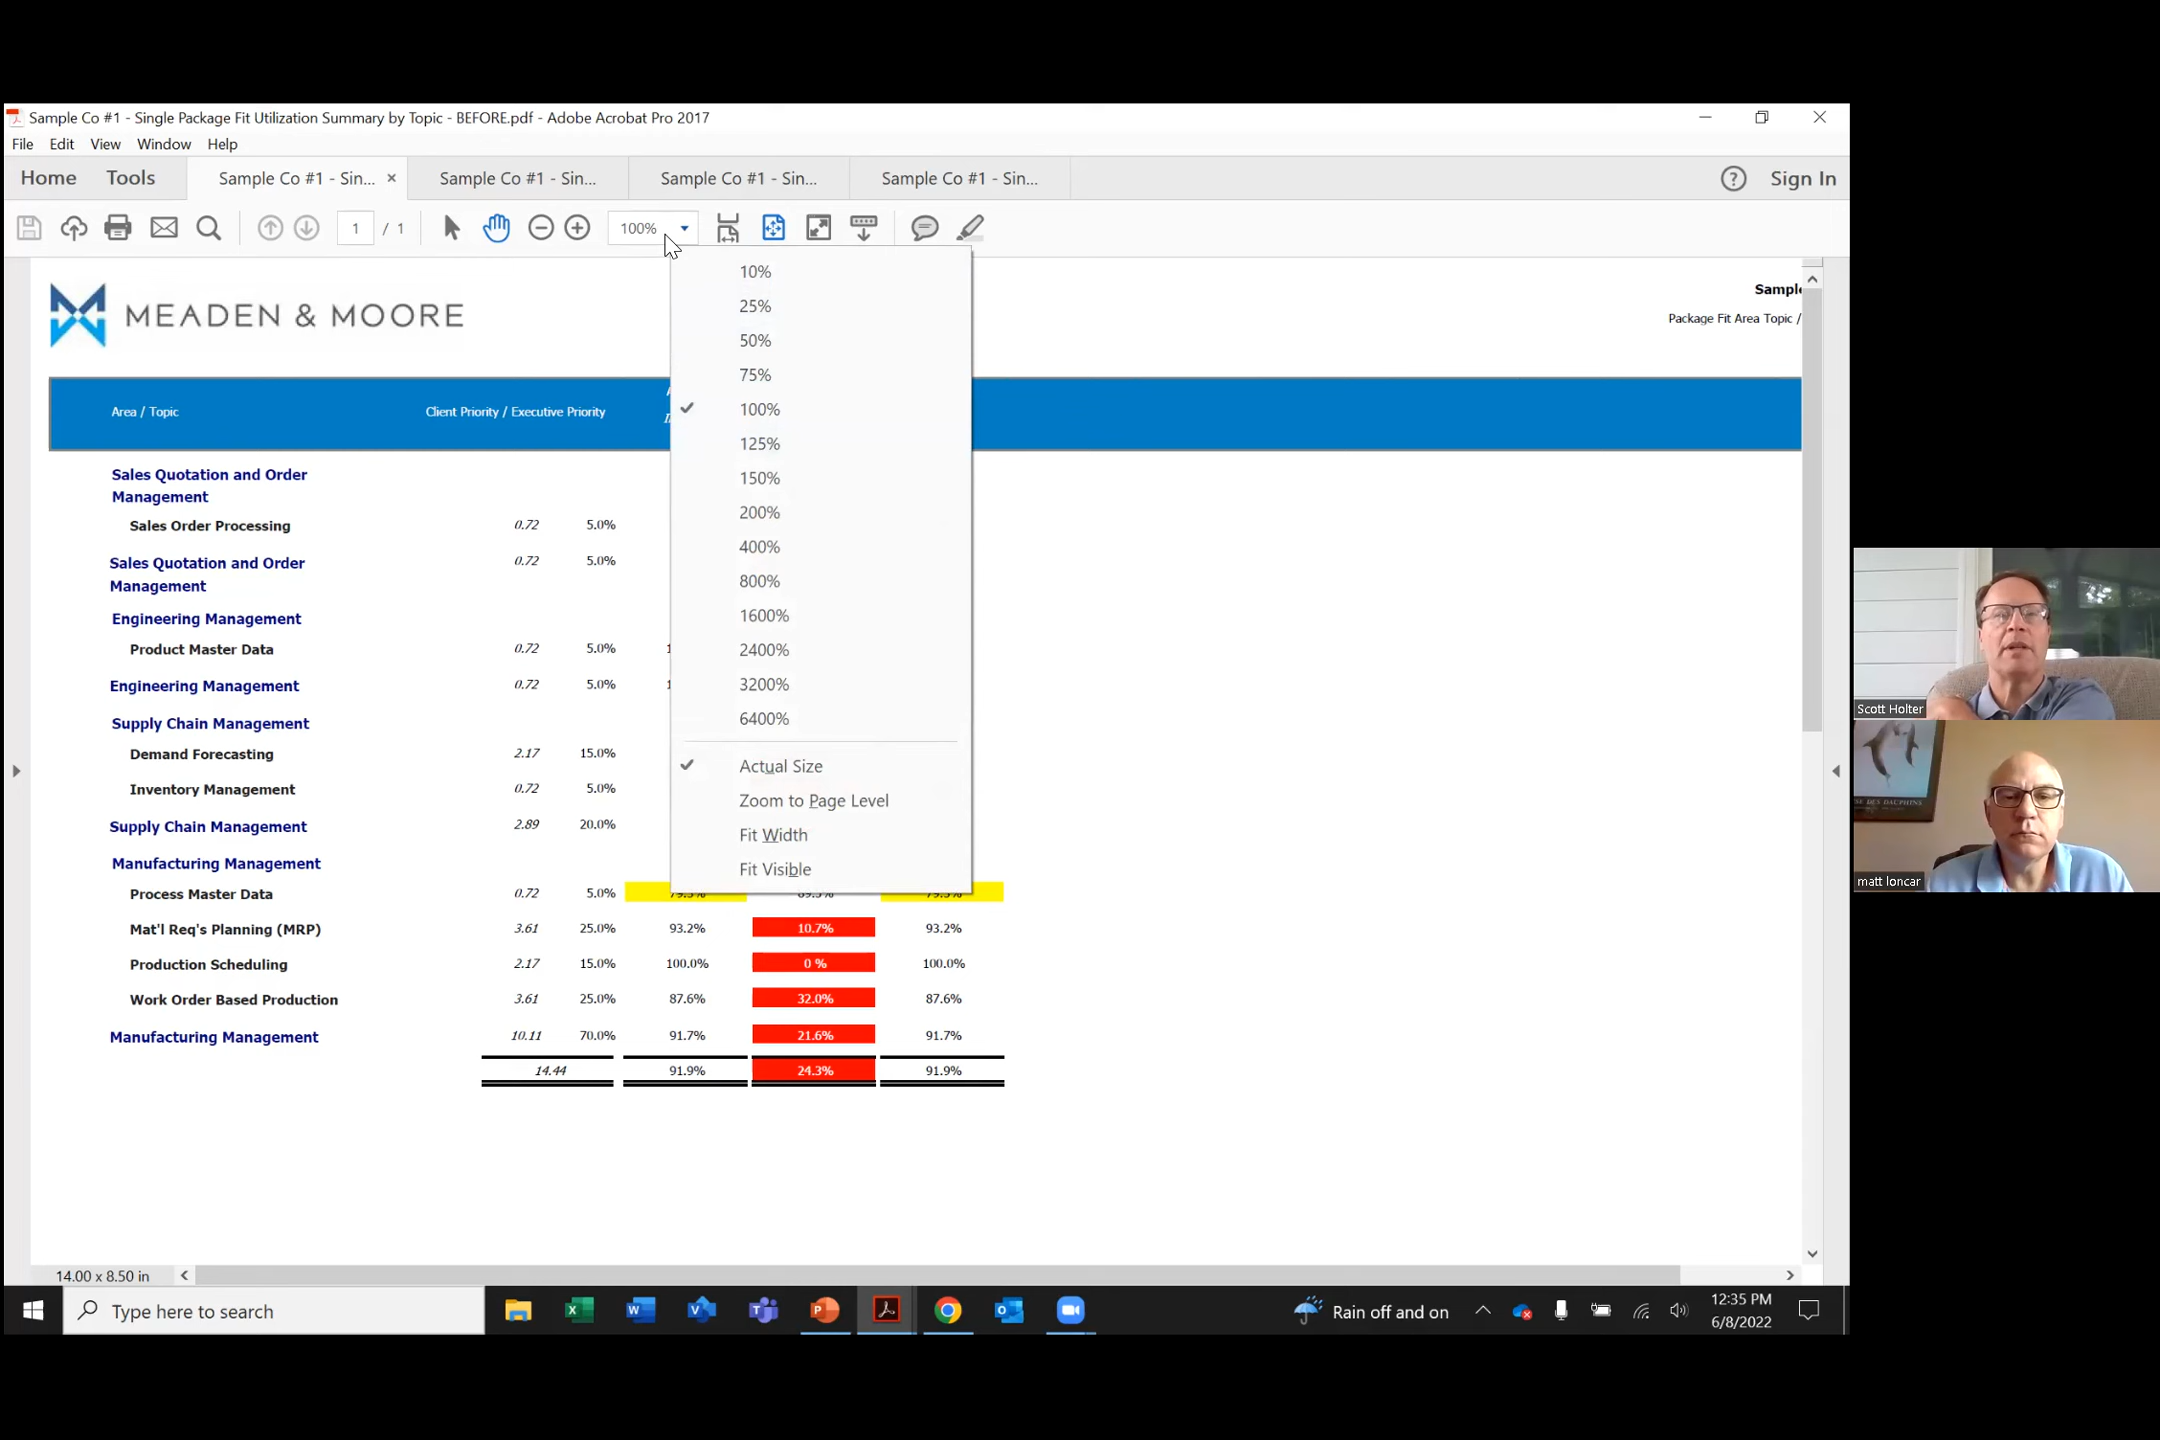 Sample Co #1 - Single Package Fit Utilization Summary by Topic - BEFORE.pdf - Adobe Acrobat Pro 2017
File Edit View Window Help
Home Tools Sample Co #1 - Sin... × Sample Co #1 - Sin... Sample Co #1 - Sin... Sample Co #1 - Sin... ? Sign In
1 / 1 100%
10%
25%
50%
75%
100%
125%
150%
200%
400%
800%
1600%
2400%
3200%
6400%
Actual Size
Zoom to Page Level
Fit Width
Fit Visible
MEADEN & MOORE
Sample
Package Fit Area Topic /
Area / Topic Client Priority / Executive Priority
Sales Quotation and Order
Management
Sales Order Processing 0.72 5.0%
Sales Quotation and Order 0.72 5.0%
Management
Engineering Management
Product Master Data 0.72 5.0% 1
Engineering Management 0.72 5.0% 1
Supply Chain Management
Demand Forecasting 2.17 15.0%
Inventory Management 0.72 5.0%
Supply Chain Management 2.89 20.0%
Manufacturing Management
Process Master Data 0.72 5.0%
Mat'l Req's Planning (MRP) 3.61 25.0% 93.2% 10.7% 93.2%
Production Scheduling 2.17 15.0% 100.0% 0 % 100.0%
Work Order Based Production 3.61 25.0% 87.6% 32.0% 87.6%
Manufacturing Management 10.11 70.0% 91.7% 21.6% 91.7%
14.44 91.9% 24.3% 91.9%
14.00 x 8.50 in
Type here to search
Rain off and on
12:35 PM
6/8/2022
Scott Holter
matt loncar